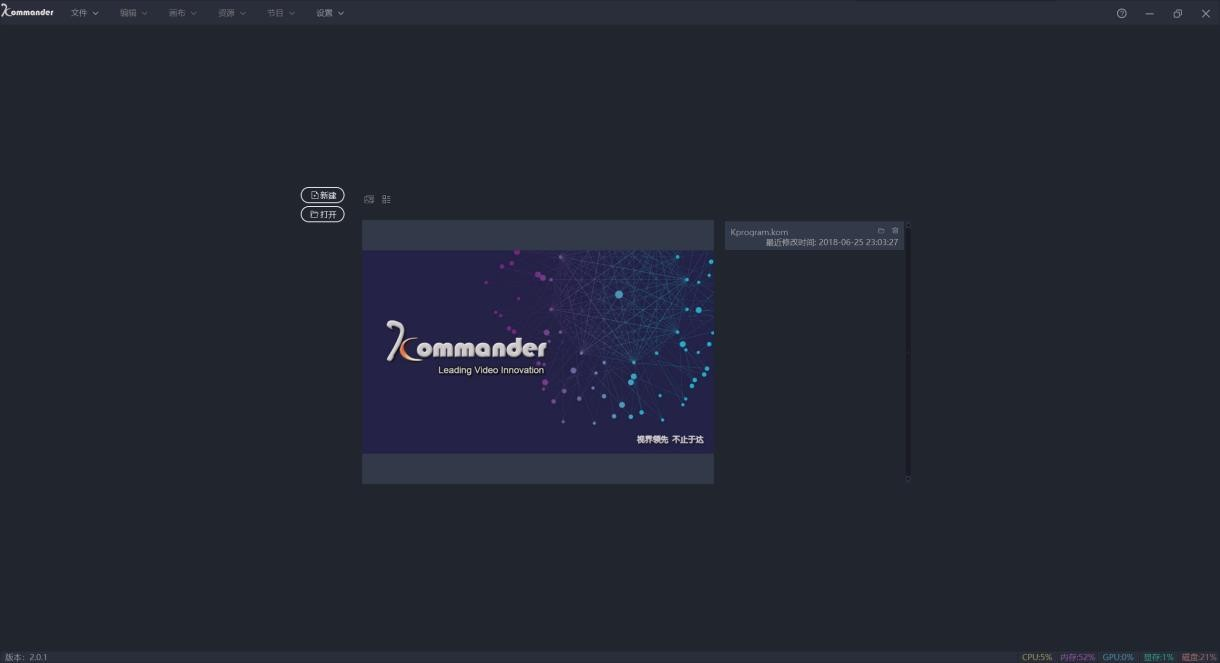 Kommander 文件 编辑 画布 资源 节目 设置
新建
打开
Kprogram.kom
最近修改时间: 2018-06-25 23:03:27
Kommander
Leading Video Innovation
视界领先 不止于达
版本: 2.0.1 CPU:5% 内存:52% GPU:0% 显存:1% 磁盘:21%